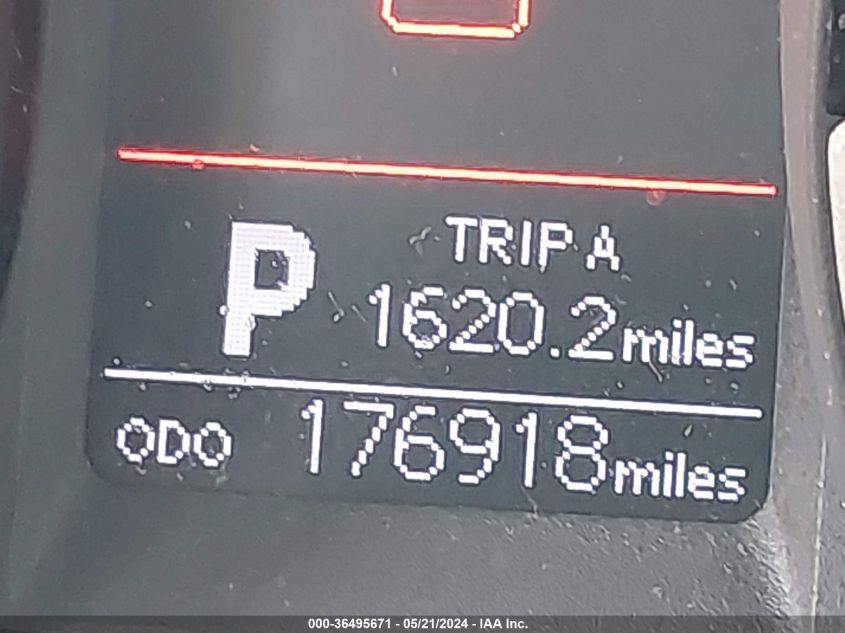 P
TRIP A
1620.2miles
ODO 176918miles
000-36495671 - 05/21/2024 - IAA Inc.